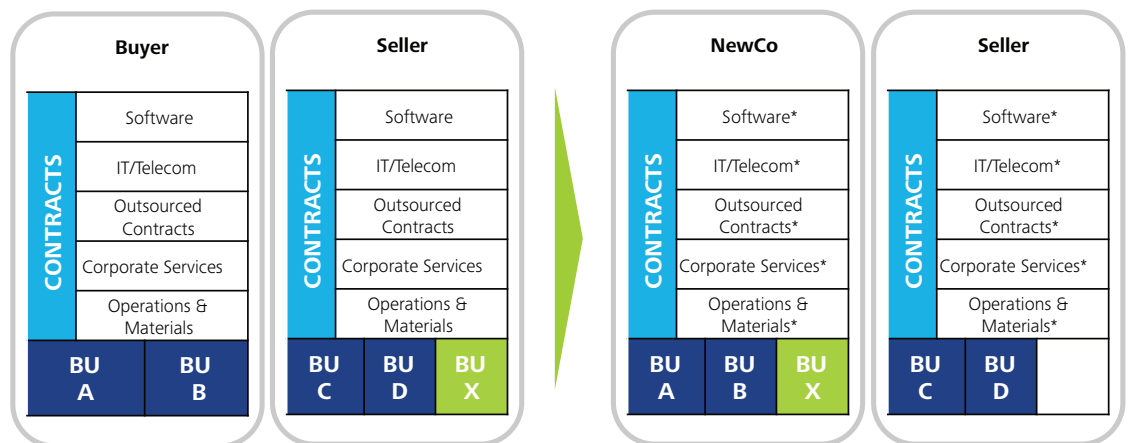 Buyer
CONTRACTS
Software
IT/Telecom
Outsourced
Contracts
Corporate Services
Operations &
Materials
BU
A
BU
B
Seller
CONTRACTS
Software
IT/Telecom
Outsourced
Contracts
Corporate Services
Operations &
Materials
BU
C
BU
D
BU
X
NewCo
CONTRACTS
Software*
IT/Telecom*
Outsourced
Contracts*
Corporate Services*
Operations &
Materials*
BU
A
BU
B
BU
X
Seller
CONTRACTS
Software*
IT/Telecom*
Outsourced
Contracts*
Corporate Services*
Operations &
Materials*
BU
C
BU
D